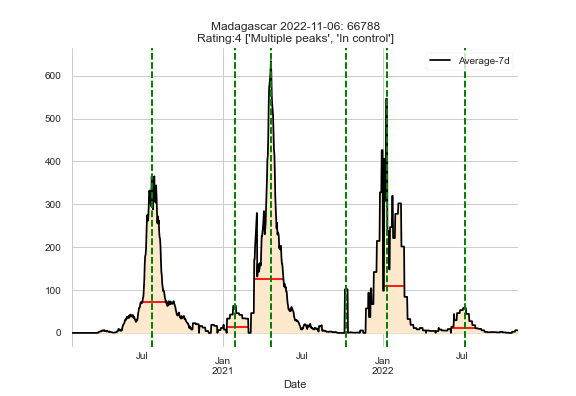 Madagascar 2022-11-06: 66788
Rating:4 ['Multiple peaks', 'In control']
Average-7d
600
500
400
300
200
100
0
Jul
Jan
2021
Jul
Jan
2022
Jul
Date